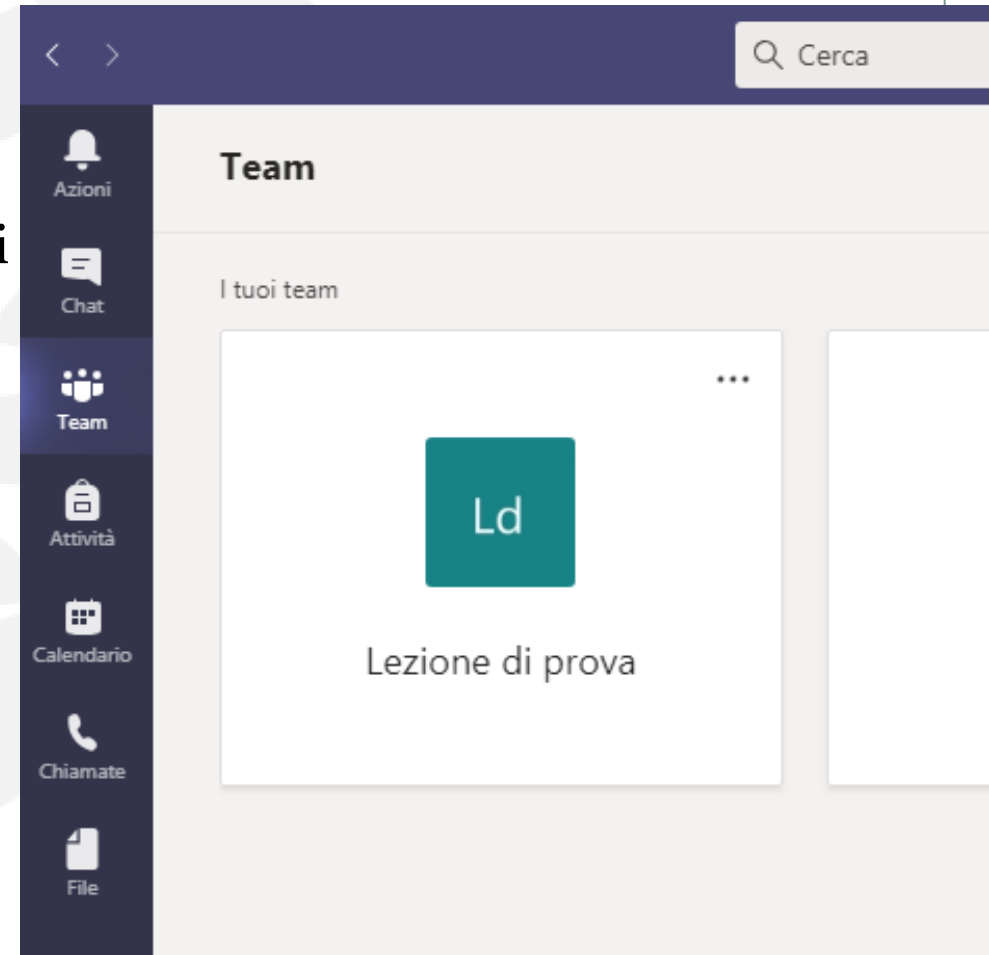 Cerca
Azioni
Team
i
Chat
I tuoi team
Team
Ld
Attività
Lezione di prova
Calendario
Chiamate
File